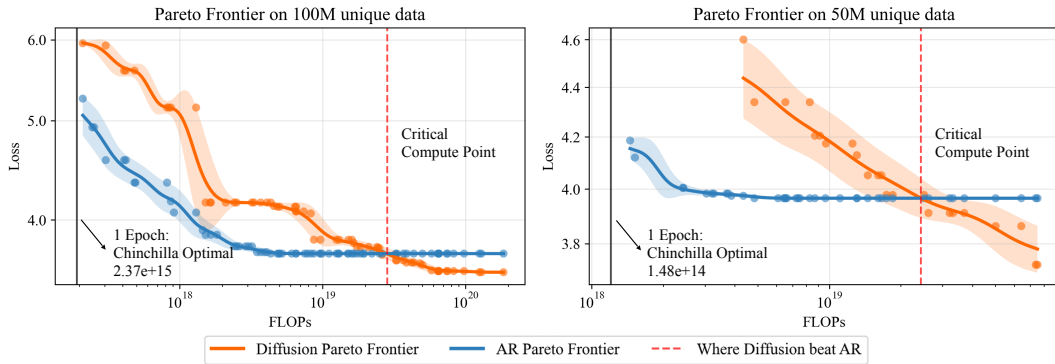 Pareto Frontier on 100M unique data
6.0
5.0
4.0
Loss
Critical
Compute Point
1 Epoch:
Chinchilla Optimal
2.37e+15
10^18
10^19
10^20
FLOPs
Pareto Frontier on 50M unique data
4.6
4.4
4.2
4.0
3.8
Loss
Critical
Compute Point
1 Epoch:
Chinchilla Optimal
1.48e+14
10^18
10^19
FLOPs
Diffusion Pareto Frontier
AR Pareto Frontier
Where Diffusion beat AR